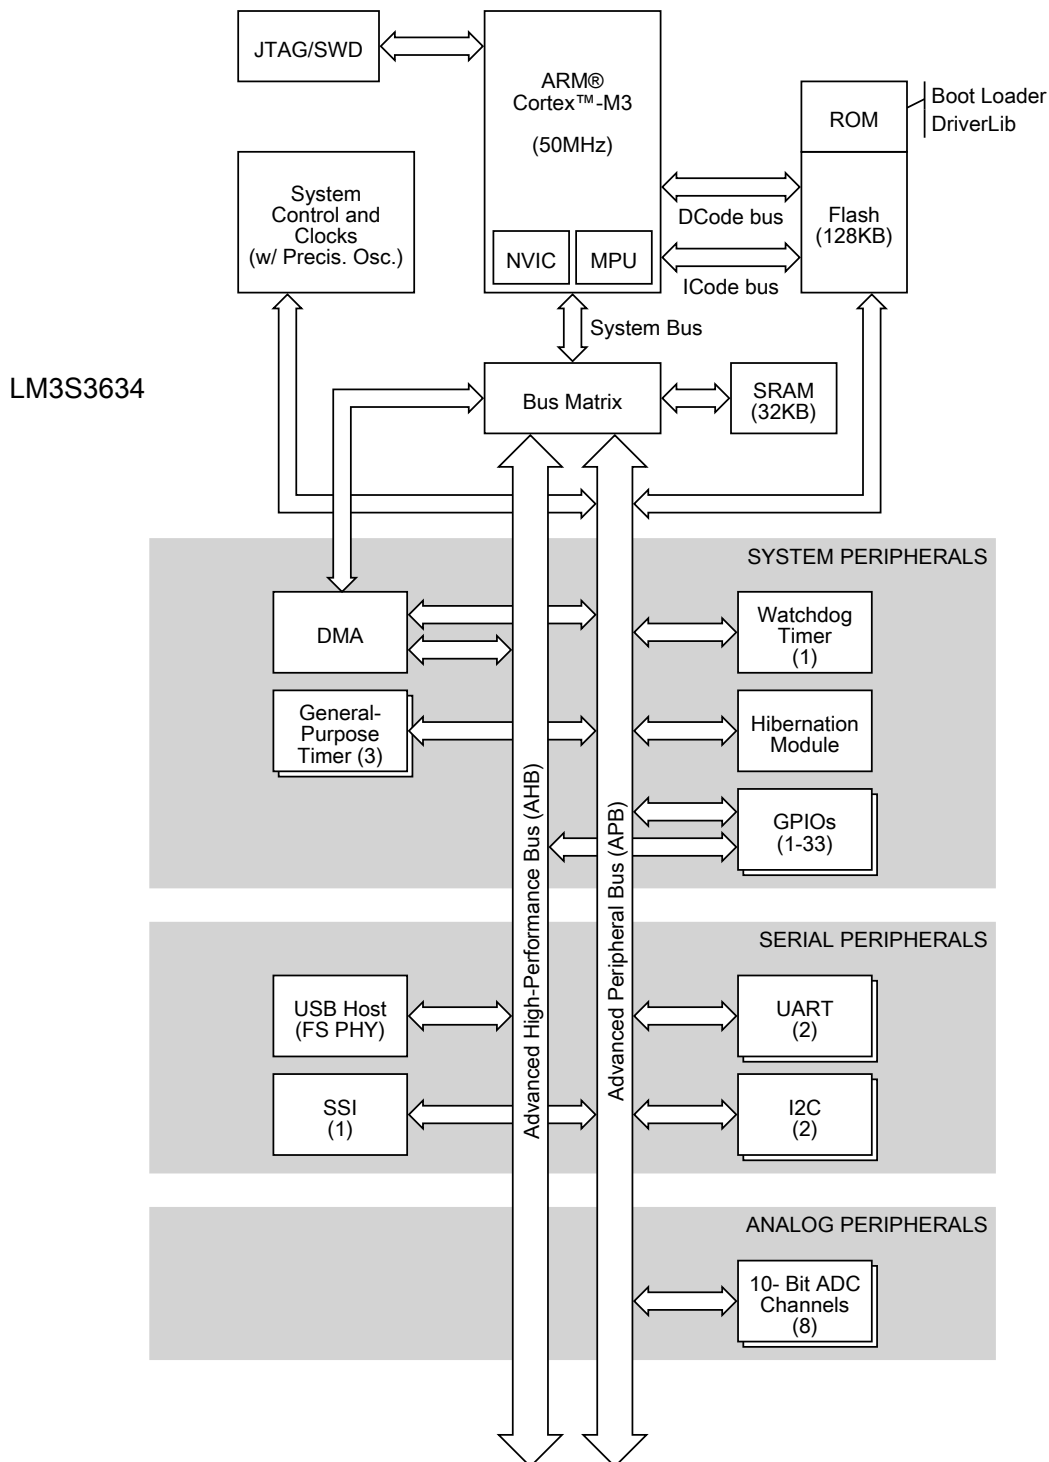 JTAG/SWD
ARM®
Cortex™-M3
(50MHz)
NVIC
MPU
ROM
Boot Loader
DriverLib
Flash
(128KB)
DCode bus
ICode bus
System
Control and
Clocks
(w/ Precis. Osc.)
System Bus
LM3S3634
Bus Matrix
SRAM
(32KB)
SYSTEM PERIPHERALS
DMA
Watchdog
Timer
(1)
General-
Purpose
Timer (3)
Hibernation
Module
GPIOs
(1-33)
Advanced High-Performance Bus (AHB)
Advanced Peripheral Bus (APB)
SERIAL PERIPHERALS
USB Host
(FS PHY)
UART
(2)
SSI
(1)
I2C
(2)
ANALOG PERIPHERALS
10- Bit ADC
Channels
(8)